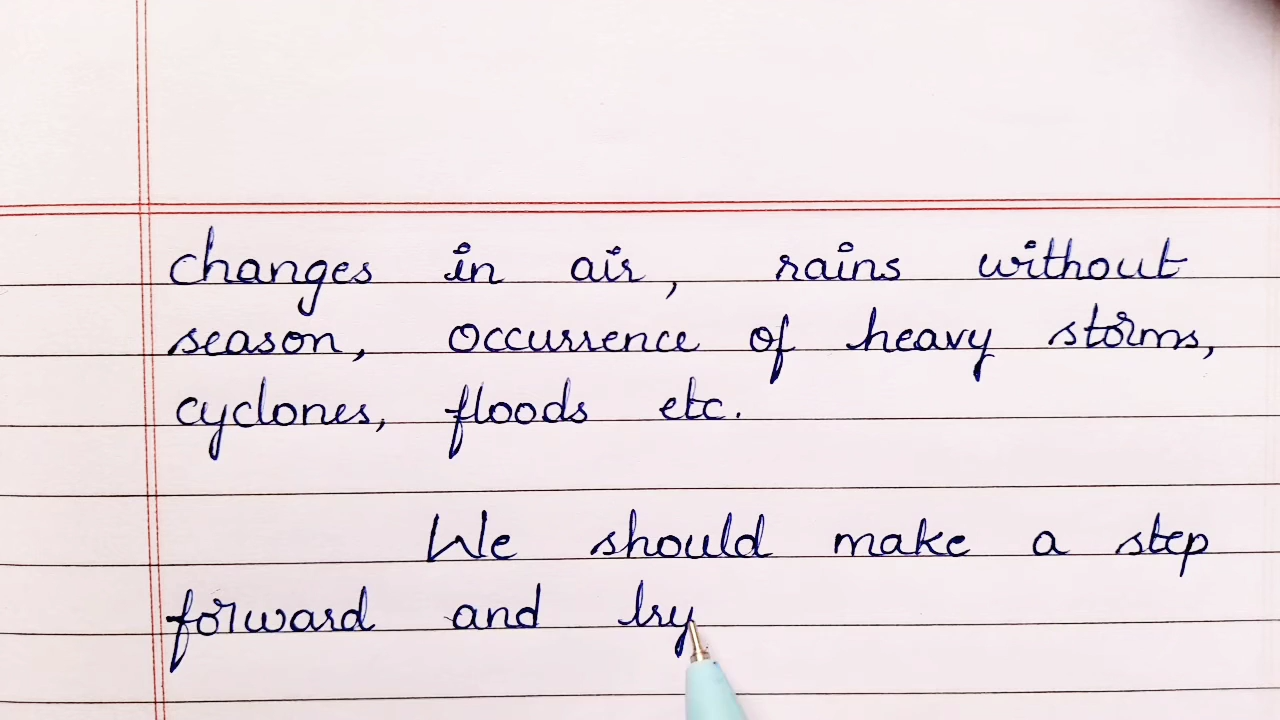 changes in air, rains without
season, occurrence of heavy storms,
cyclones, floods etc.
We should make a step
forward and try